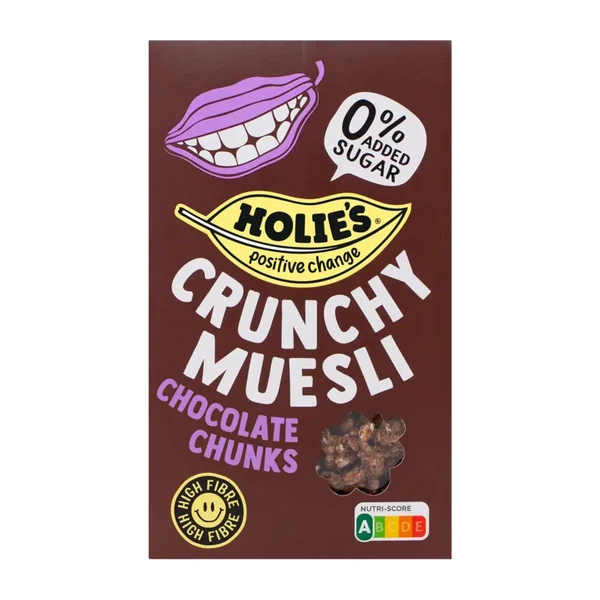 0%
ADDED
SUGAR
HOLIE'S®
positive change
CRUNCHY
MUESLI
CHOCOLATE
CHUNKS
HIGH FIBRE
HIGH FIBRE
NUTRI-SCORE
A B C D E